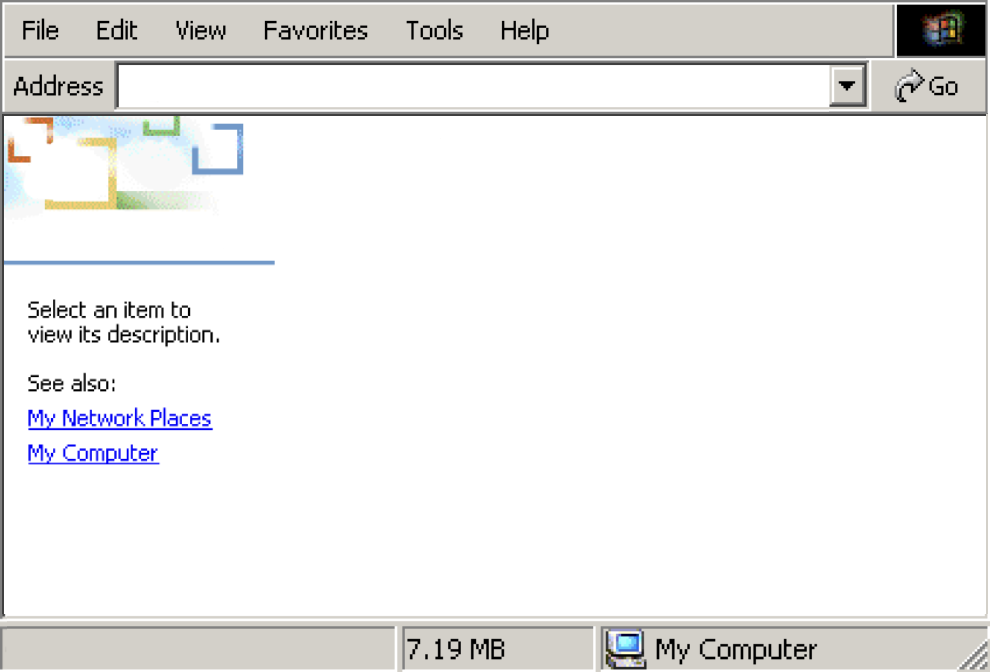 File Edit View Favorites Tools Help
Address Go
Select an item to
view its description.
See also:
My Network Places
My Computer
7.19 MB My Computer